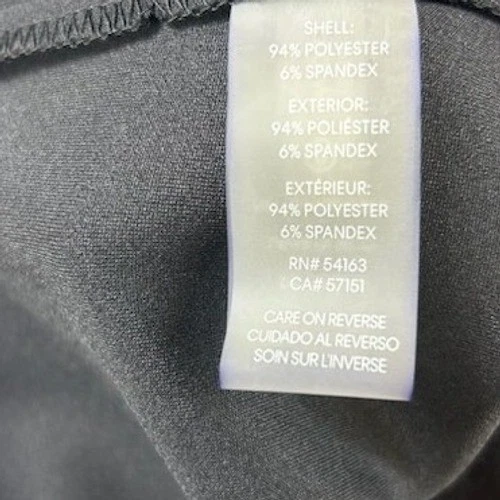 SHELL:
94% POLYESTER
6% SPANDEX
EXTERIOR:
94% POLIÉSTER
6% SPANDEX
EXTÉRIEUR:
94% POLYESTER
6% SPANDEX
RN# 54163
CA# 57151
CARE ON REVERSE
CUIDADO AL REVERSO
SOIN SUR L'INVERSE